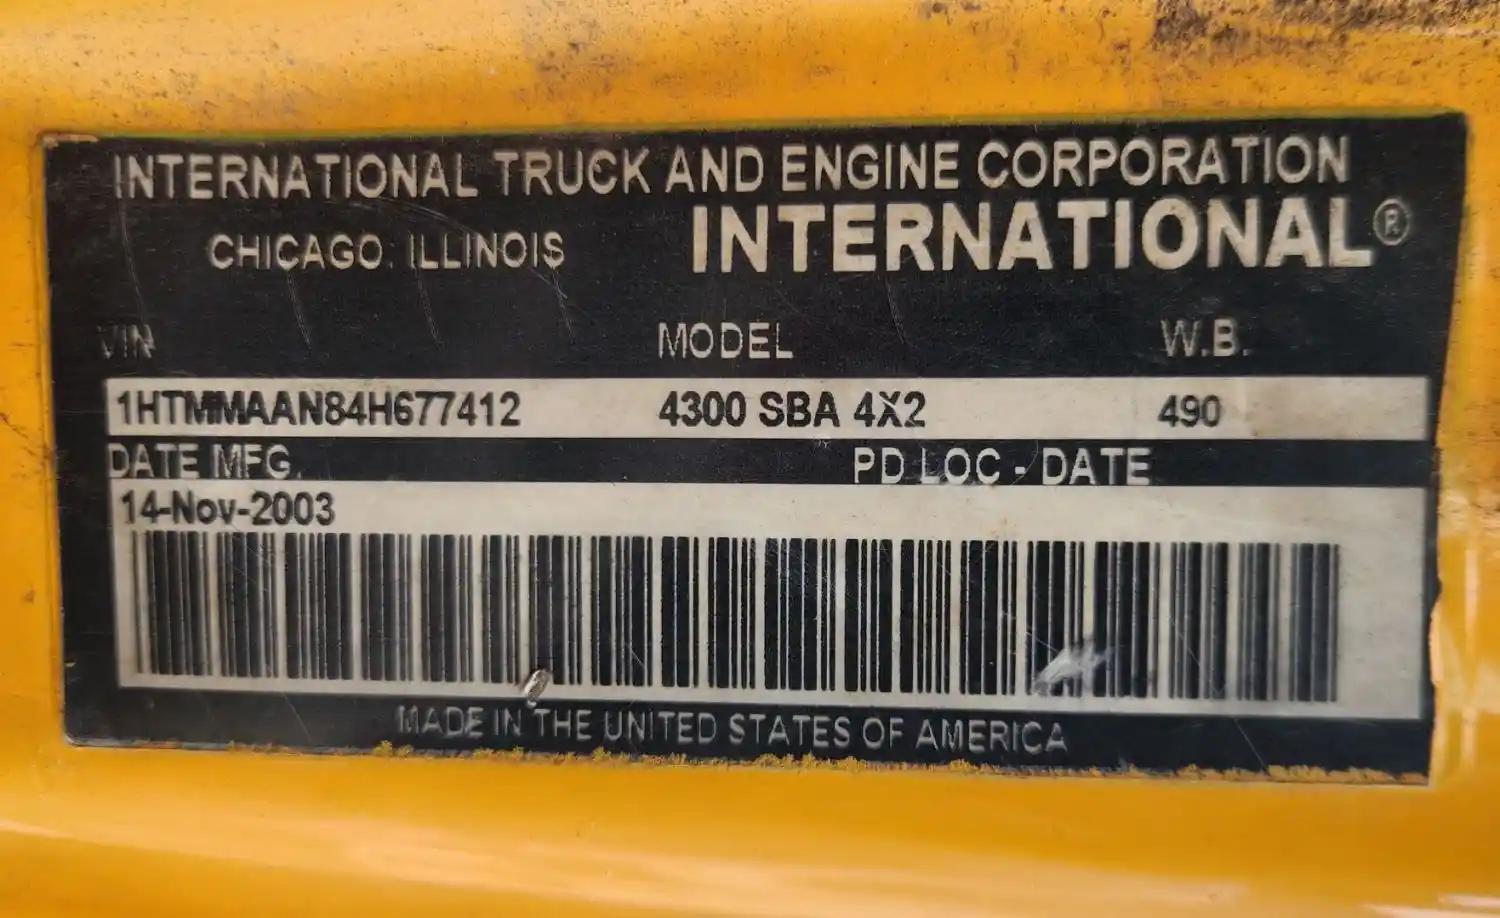 INTERNATIONAL TRUCK AND ENGINE CORPORATION
CHICAGO, ILLINOIS INTERNATIONAL®
VIN MODEL W.B.
1HTMMAAN84H677412 4300 SBA 4X2 490
DATE MFG. PD LOC - DATE
14-Nov-2003
MADE IN THE UNITED STATES OF AMERICA